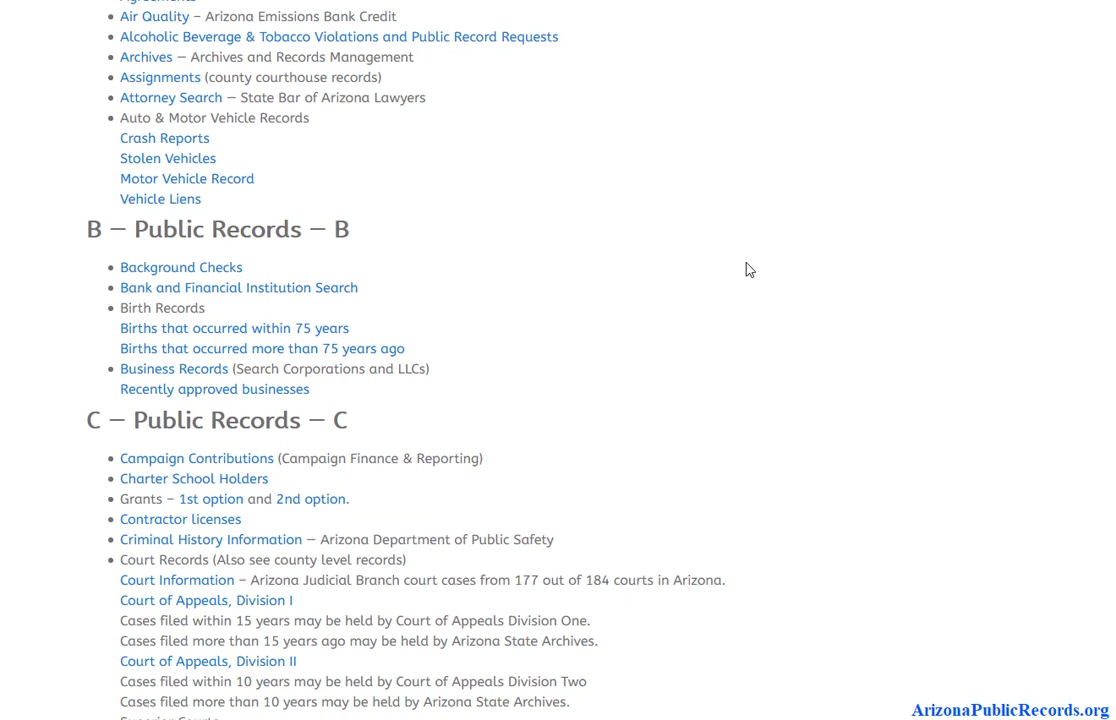 Agreements
Air Quality – Arizona Emissions Bank Credit
Alcoholic Beverage & Tobacco Violations and Public Record Requests
Archives — Archives and Records Management
Assignments (county courthouse records)
Attorney Search — State Bar of Arizona Lawyers
Auto & Motor Vehicle Records
Crash Reports
Stolen Vehicles
Motor Vehicle Record
Vehicle Liens
B — Public Records — B
Background Checks
Bank and Financial Institution Search
Birth Records
Births that occurred within 75 years
Births that occurred more than 75 years ago
Business Records (Search Corporations and LLCs)
Recently approved businesses
C — Public Records — C
Campaign Contributions (Campaign Finance & Reporting)
Charter School Holders
Grants – 1st option and 2nd option.
Contractor licenses
Criminal History Information — Arizona Department of Public Safety
Court Records (Also see county level records)
Court Information – Arizona Judicial Branch court cases from 177 out of 184 courts in Arizona.
Court of Appeals, Division I
Cases filed within 15 years may be held by Court of Appeals Division One.
Cases filed more than 15 years ago may be held by Arizona State Archives.
Court of Appeals, Division II
Cases filed within 10 years may be held by Court of Appeals Division Two
Cases filed more than 10 years may be held by Arizona State Archives.
Superior Courts
ArizonaPublicRecords.org